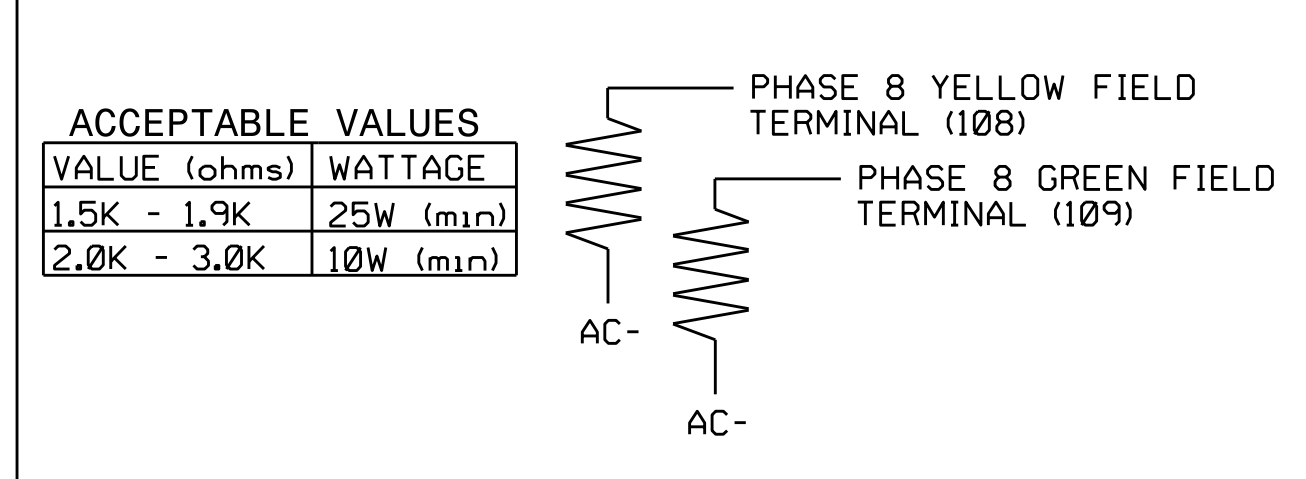 ACCEPTABLE VALUES
VALUE (ohms) WATTAGE
1.5K - 1.9K 25W (min)
2.0K - 3.0K 10W (min)
PHASE 8 YELLOW FIELD
TERMINAL (108)
PHASE 8 GREEN FIELD
TERMINAL (109)
AC-
AC-